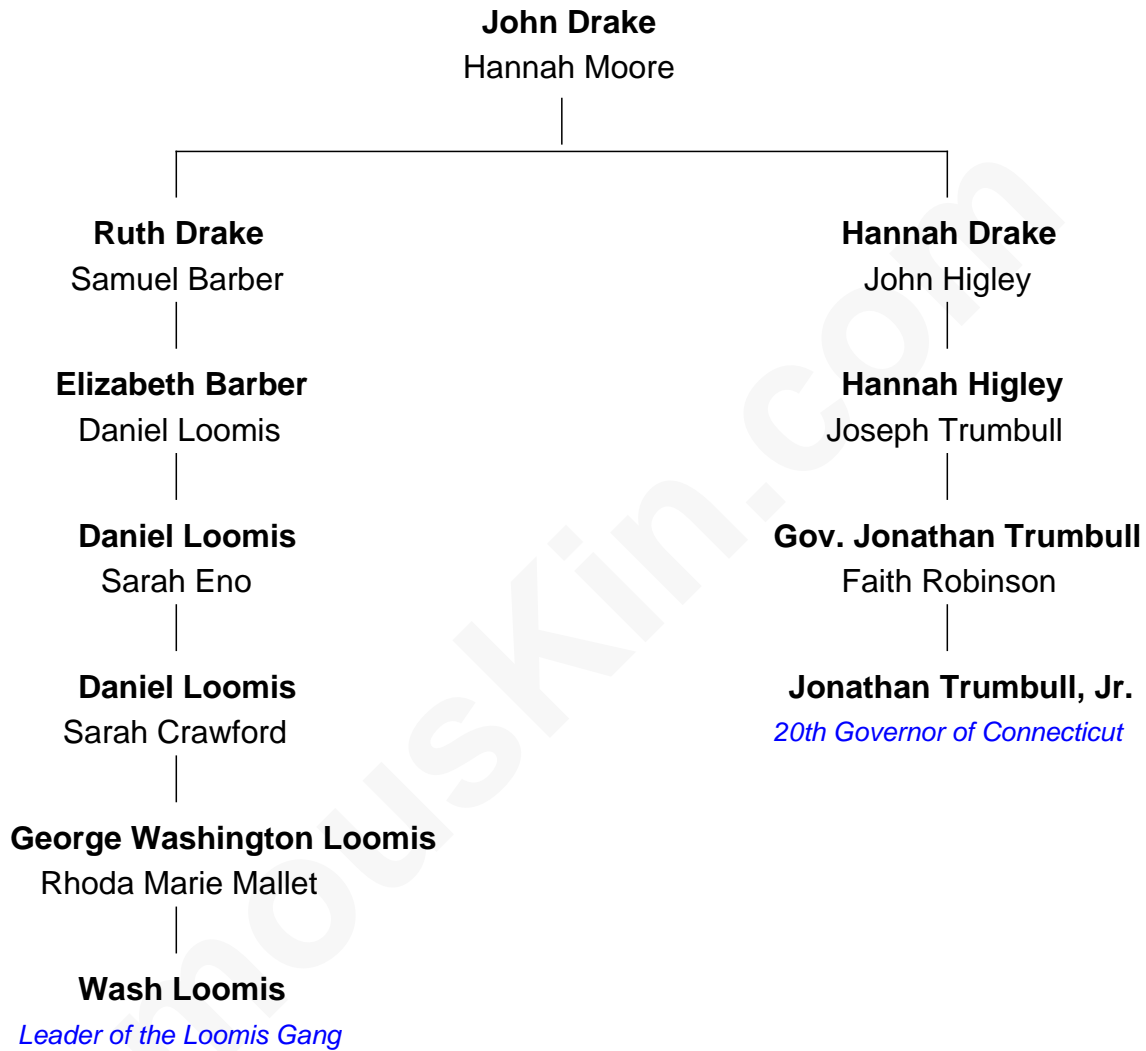 John Drake
Hannah Moore
Ruth Drake
Samuel Barber
Hannah Drake
John Higley
Elizabeth Barber
Daniel Loomis
Hannah Higley
Joseph Trumbull
Daniel Loomis
Sarah Eno
Gov. Jonathan Trumbull
Faith Robinson
Daniel Loomis
Sarah Crawford
Jonathan Trumbull, Jr.
20th Governor of Connecticut
George Washington Loomis
Rhoda Marie Mallet
Wash Loomis
Leader of the Loomis Gang
mouskin.com